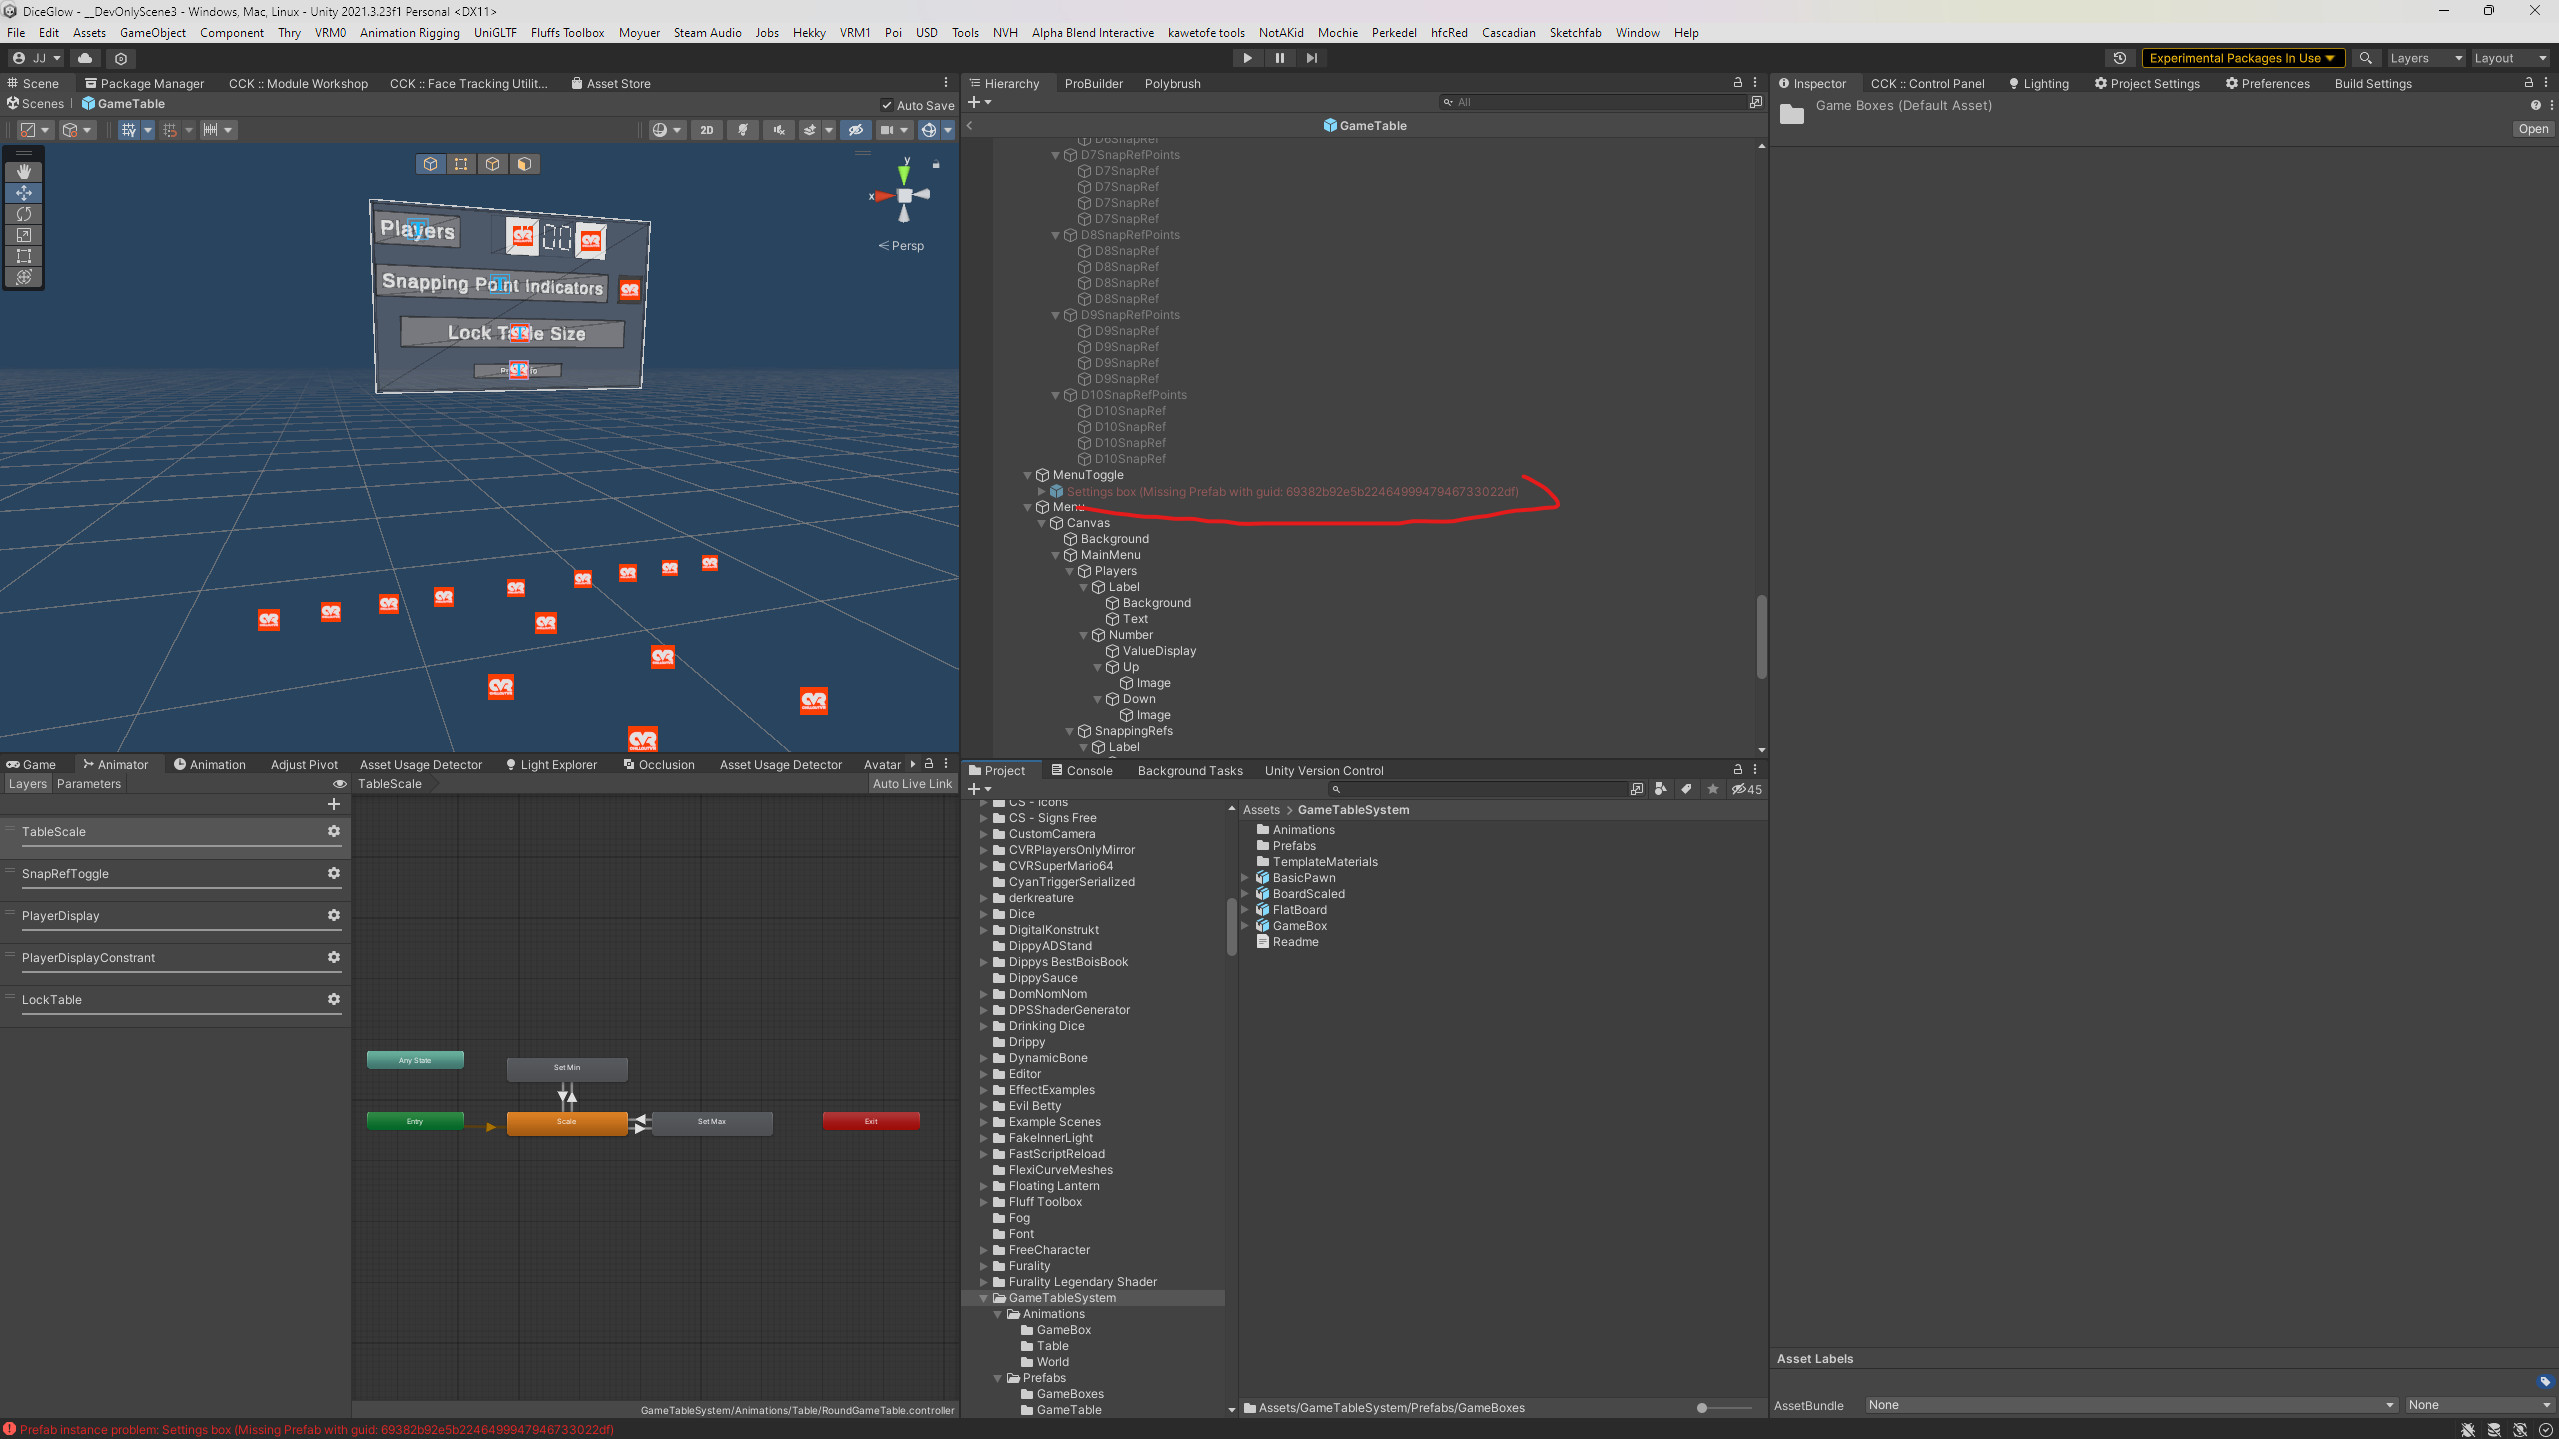 DiceGlow - __DevOnlyScene3 - Windows, Mac, Linux - Unity 2021.3.23f1 Personal <DX11>
File Edit Assets GameObject Component Thry VRM0 Animation Rigging UniGLTF Fluffs Toolbox Moyuer Steam Audio Jobs Hekky VRM1 Poi USD Tools NVH Alpha Blend Interactive kawetofe tools NotAKid Mochie Perkedel hfcRed Cascadian Sketchfab Window Help
JJ
Experimental Packages In Use
Layers
Layout
Scene
Package Manager
CCK :: Module Workshop
CCK :: Face Tracking Utilit...
Asset Store
Scenes
GameTable
Auto Save
2D
y
x
Persp
Players
00
Snapping Point Indicators
Lock Table Size
Hierarchy
ProBuilder
Polybrush
All
GameTable
D6SnapRef
D7SnapRefPoints
D7SnapRef
D7SnapRef
D7SnapRef
D7SnapRef
D8SnapRefPoints
D8SnapRef
D8SnapRef
D8SnapRef
D8SnapRef
D9SnapRefPoints
D9SnapRef
D9SnapRef
D9SnapRef
D9SnapRef
D10SnapRefPoints
D10SnapRef
D10SnapRef
D10SnapRef
D10SnapRef
MenuToggle
Settings box (Missing Prefab with guid: 69382b92e5b2246499947946733022df)
Menu
Canvas
Background
MainMenu
Players
Label
Background
Text
Number
ValueDisplay
Up
Image
Down
Image
SnappingRefs
Label
Inspector
CCK :: Control Panel
Lighting
Project Settings
Preferences
Build Settings
Game Boxes (Default Asset)
Open
Asset Labels
AssetBundle None None
Game
Animator
Animation
Adjust Pivot
Asset Usage Detector
Light Explorer
Occlusion
Asset Usage Detector
Avatar
Layers
Parameters
TableScale
Auto Live Link
TableScale
SnapRefToggle
PlayerDisplay
PlayerDisplayConstrant
LockTable
Any State
Set Min
Entry
Scale
Set Max
Exit
GameTableSystem/Animations/Table/RoundGameTable.controller
Project
Console
Background Tasks
Unity Version Control
45
CS - Icons
CS - Signs Free
CustomCamera
CVRPlayersOnlyMirror
CVRSuperMario64
CyanTriggerSerialized
derkreature
Dice
DigitalKonstrukt
DippyADStand
Dippys BestBoisBook
DippySauce
DomNomNom
DPSShaderGenerator
Drinking Dice
Drippy
DynamicBone
Editor
EffectExamples
Evil Betty
Example Scenes
FakeInnerLight
FastScriptReload
FlexiCurveMeshes
Floating Lantern
Fluff Toolbox
Fog
Font
FreeCharacter
Furality
Furality Legendary Shader
GameTableSystem
Animations
GameBox
Table
World
Prefabs
GameBoxes
GameTable
Assets > GameTableSystem
Animations
Prefabs
TemplateMaterials
BasicPawn
BoardScaled
FlatBoard
GameBox
Readme
Assets/GameTableSystem/Prefabs/GameBoxes
Prefab instance problem: Settings box (Missing Prefab with guid: 69382b92e5b2246499947946733022df)